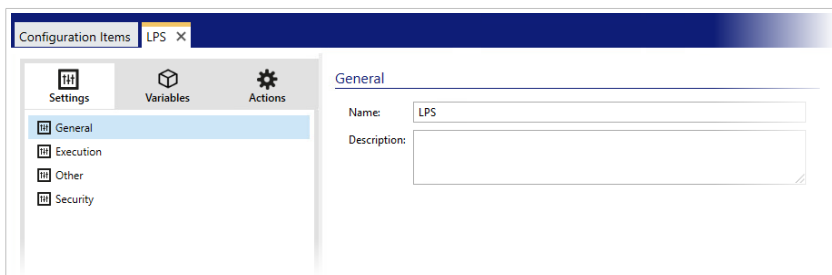 Configuration Items LPS
Settings Variables Actions
General
Execution
Other
Security
General
Name: LPS
Description: